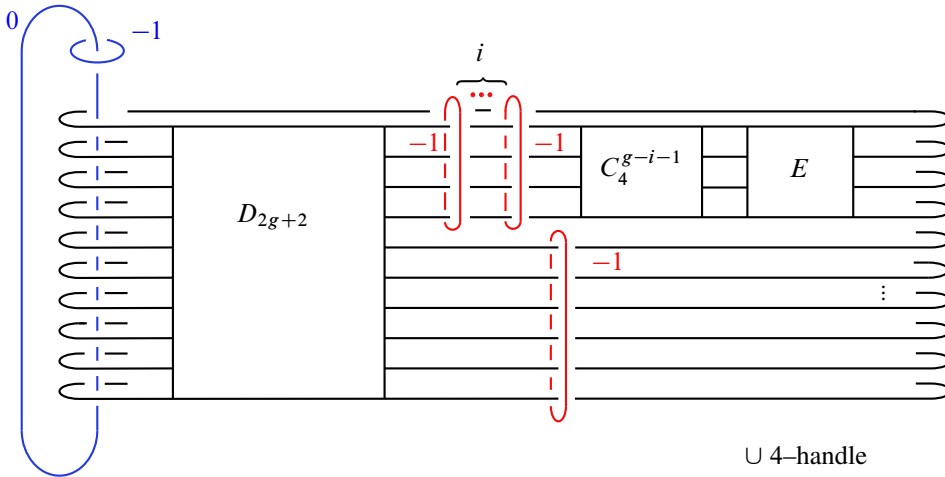 0
−1
i
•••
−1
−1
D_{2g+2}
C_4^{g−i−1}
E
−1
⋮
∪ 4–handle